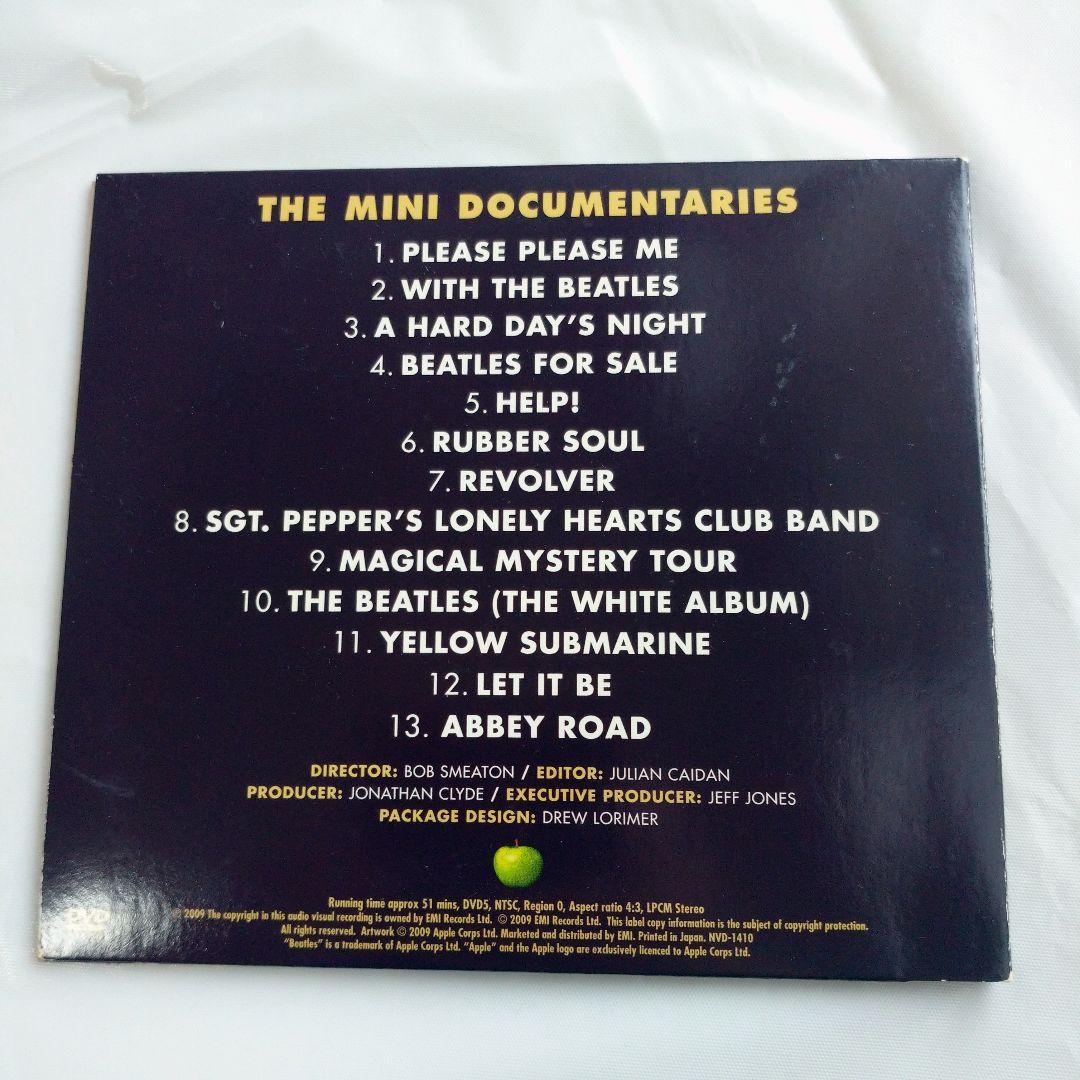 THE MINI DOCUMENTARIES
1. PLEASE PLEASE ME
2. WITH THE BEATLES
3. A HARD DAY'S NIGHT
4. BEATLES FOR SALE
5. HELP!
6. RUBBER SOUL
7. REVOLVER
8. SGT. PEPPER'S LONELY HEARTS CLUB BAND
9. MAGICAL MYSTERY TOUR
10. THE BEATLES (THE WHITE ALBUM)
11. YELLOW SUBMARINE
12. LET IT BE
13. ABBEY ROAD
DIRECTOR: BOB SMEATON / EDITOR: JULIAN CAIDAN
PRODUCER: JONATHAN CLYDE / EXECUTIVE PRODUCER: JEFF JONES
PACKAGE DESIGN: DREW LORIMER
Running time approx 51 mins, DVD5, NTSC, Region 0, Aspect ratio 4:3, LPCM Stereo
DVD
℗ 2009 The copyright in this audio visual recording is owned by EMI Records Ltd. © 2009 EMI Records Ltd. This label copy information is the subject of copyright protection.
All rights reserved. Artwork © 2009 Apple Corps Ltd. Marketed and distributed by EMI. Printed in Japan. NVD-1410
"Beatles" is a trademark of Apple Corps Ltd. "Apple" and the Apple logo are exclusively licenced to Apple Corps Ltd.